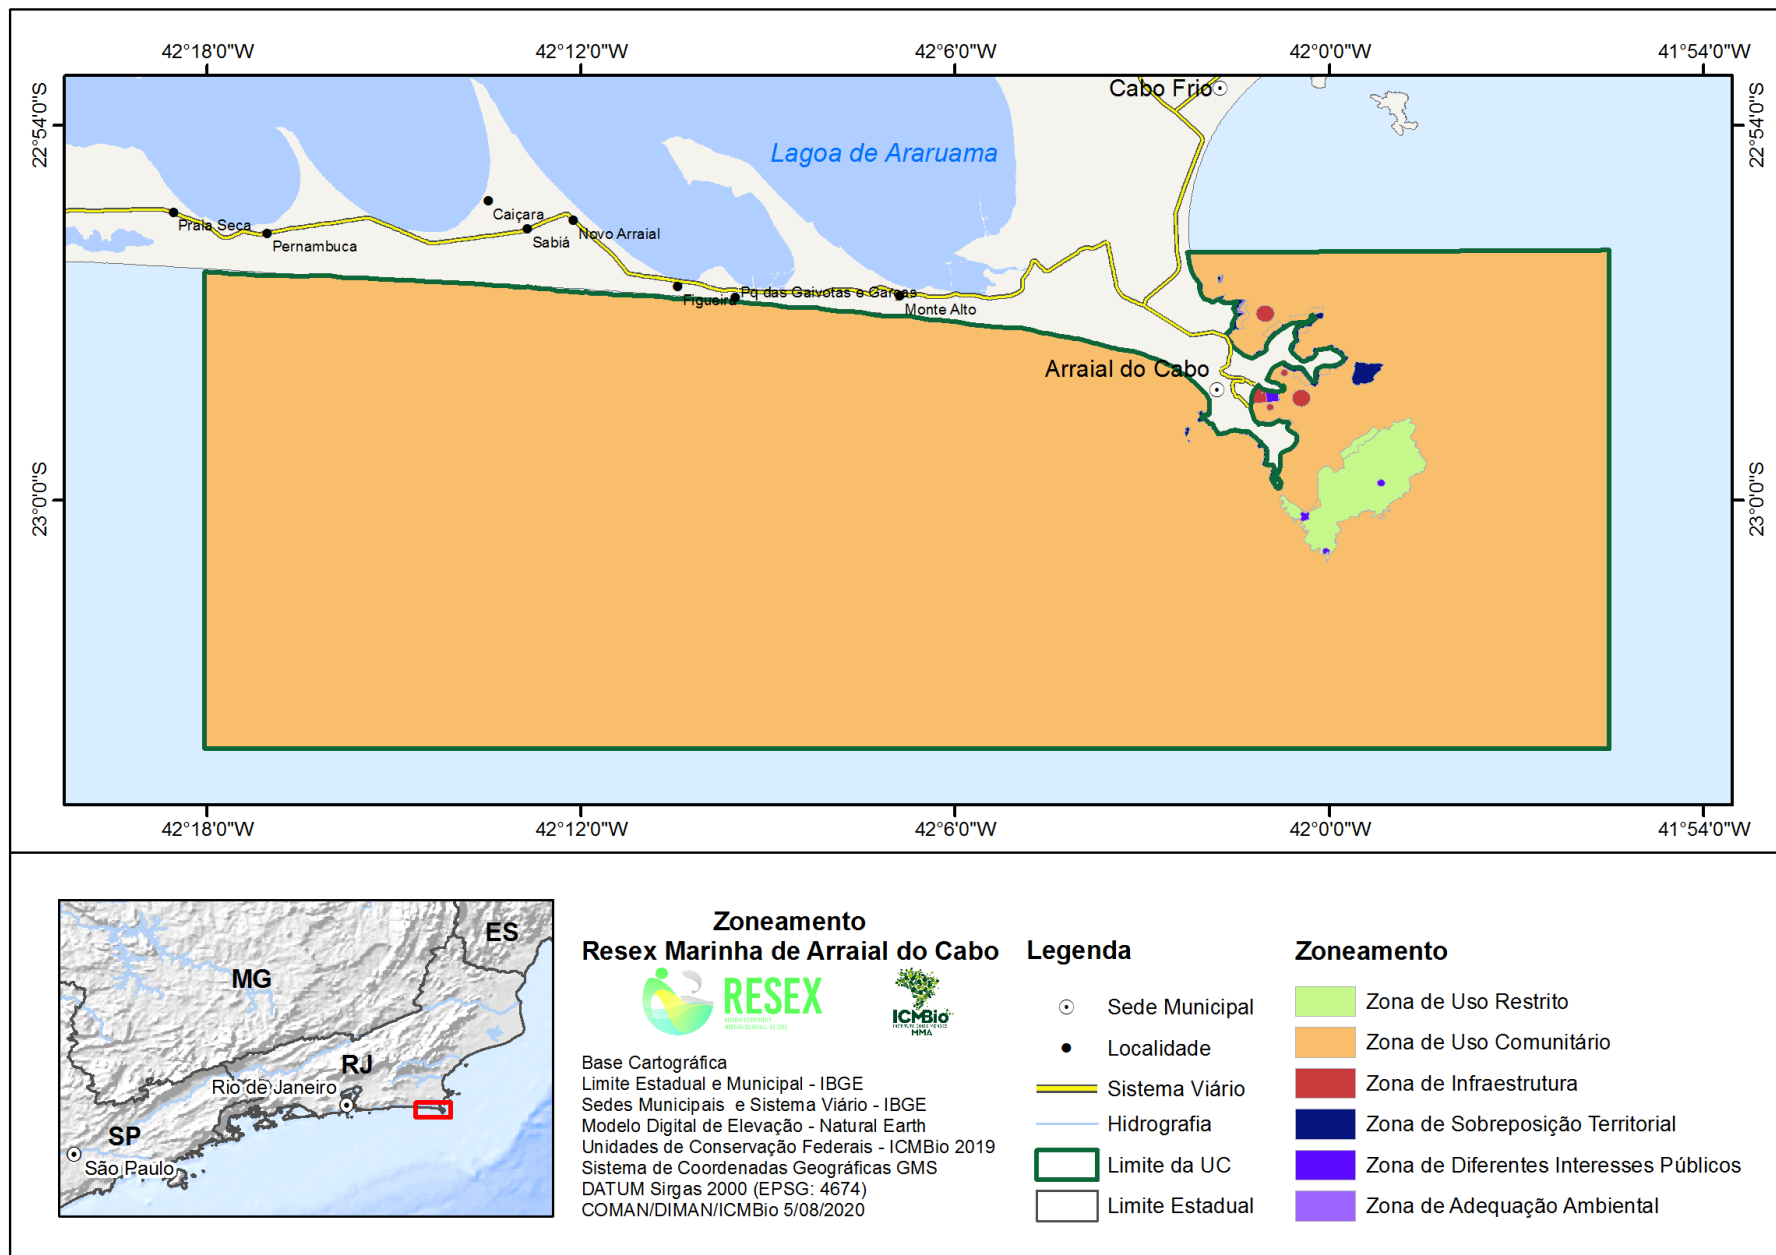 42°18'0"W
42°12'0"W
42°6'0"W
42°0'0"W
41°54'0"W
22°54'0"S
22°54'0"S
Cabo Frio
Lagoa de Araruama
Caiçara
Praia Seca
Pernambuca
Sabiá
Novo Arraial
Figueira
Pq das Gaivotas e Garças
Monte Alto
Arraial do Cabo
23°0'0"S
23°0'0"S
42°18'0"W
42°12'0"W
42°6'0"W
42°0'0"W
41°54'0"W
ES
MG
RJ
Rio de Janeiro
SP
São Paulo
Zoneamento
Resex Marinha de Arraial do Cabo
RESEX
ICMBio
MMA
Base Cartográfica
Limite Estadual e Municipal - IBGE
Sedes Municipais e Sistema Viário - IBGE
Modelo Digital de Elevação - Natural Earth
Unidades de Conservação Federais - ICMBio 2019
Sistema de Coordenadas Geográficas GMS
DATUM Sirgas 2000 (EPSG: 4674)
COMAN/DIMAN/ICMBio 5/08/2020
Legenda
Sede Municipal
Localidade
Sistema Viário
Hidrografia
Limite da UC
Limite Estadual
Zoneamento
Zona de Uso Restrito
Zona de Uso Comunitário
Zona de Infraestrutura
Zona de Sobreposição Territorial
Zona de Diferentes Interesses Públicos
Zona de Adequação Ambiental